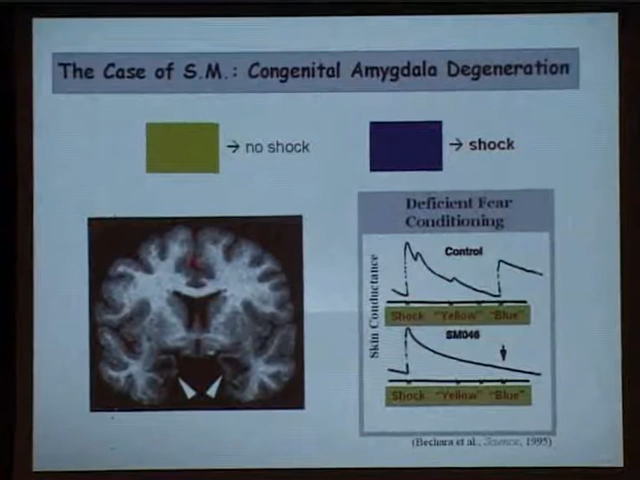 The Case of S.M.: Congenital Amygdala Degeneration
→ no shock
→ shock
Deficient Fear
Conditioning
Skin Conductance
Control
Shock "Yellow" "Blue"
SM046
Shock "Yellow" "Blue"
(Bechara et al., Science, 1995)